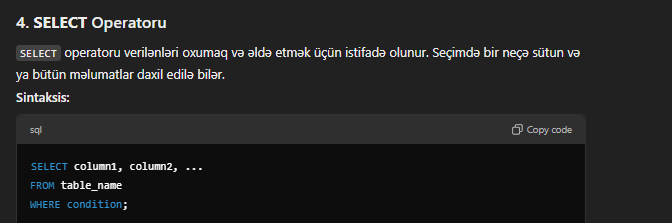 4. SELECT Operatoru
SELECT operatoru verilənləri oxumaq və əldə etmək üçün istifadə olunur. Seçimdə bir neçə sütun və
ya bütün məlumatlar daxil edilə bilər.
Sintaksis:
sql Copy code
SELECT column1, column2, ...
FROM table_name
WHERE condition;